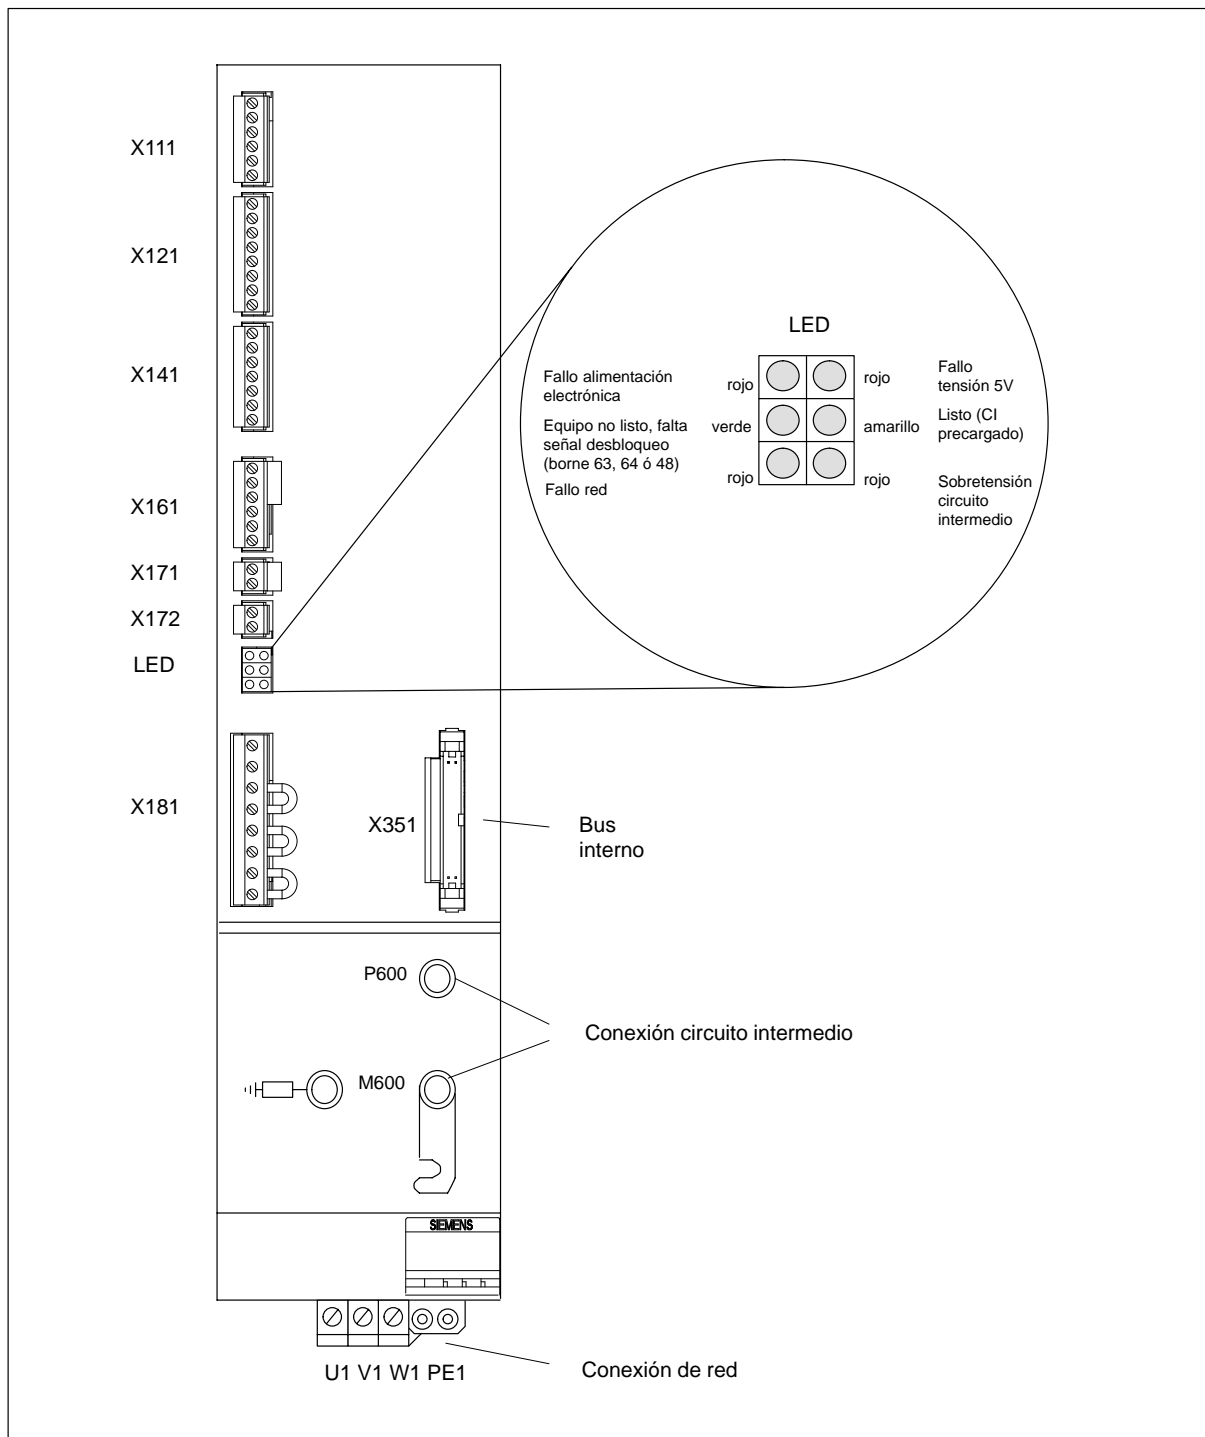 X111
X121
X141
X161
X171
X172
LED
X181
LED
Fallo alimentación
electrónica
rojo
rojo
Fallo
tensión 5V
Equipo no listo, falta
señal desbloqueo
(borne 63, 64 ó 48)
verde
amarillo
Listo (CI
precargado)
Fallo red
rojo
rojo
Sobretensión
circuito
intermedio
X351
Bus
interno
P600
Conexión circuito intermedio
M600
SIEMENS
U1 V1 W1 PE1
Conexión de red